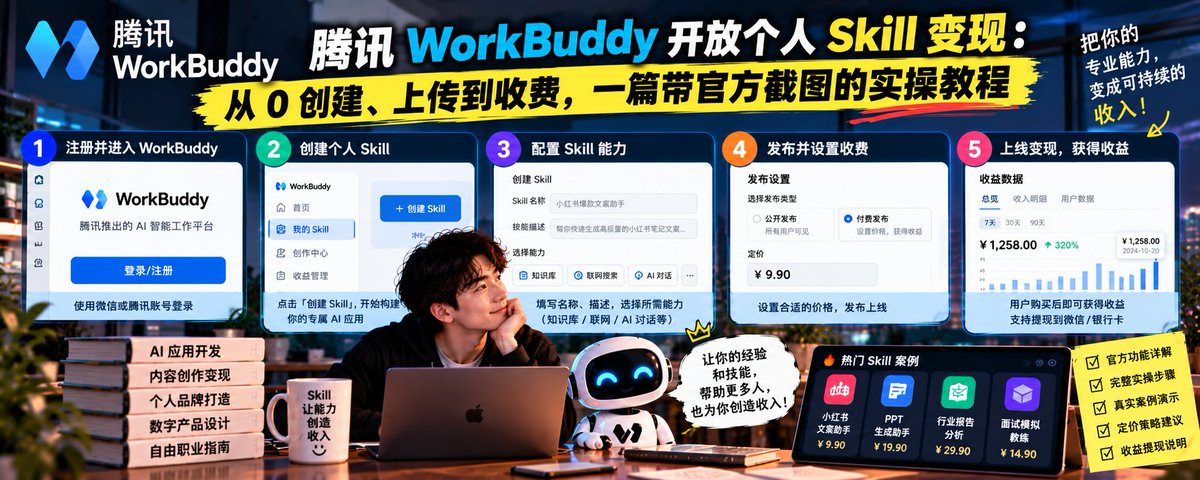 腾讯
WorkBuddy
腾讯 WorkBuddy 开放个人 Skill 变现：
从 0 创建、上传到收费，一篇带官方截图的实操教程
把你的
专业能力，
变成可持续的
收入！
1 注册并进入 WorkBuddy
WorkBuddy
腾讯推出的 AI 智能工作平台
登录/注册
使用微信或腾讯账号登录
2 创建个人 Skill
WorkBuddy
首页
我的 Skill
创作中心
收益管理
+ 创建 Skill
点击「创建 Skill」，开始构建
你的专属 AI 应用
3 配置 Skill 能力
创建 Skill
Skill 名称 小红书爆款文案助手
技能描述 帮你快速生成高质量的小红书笔记文案...
选择能力
知识库 联网搜索 AI 对话 ...
填写名称、描述，选择所需能力
（知识库 / 联网 / AI 对话等）
4 发布并设置收费
发布设置
选择发布类型
公开发布
所有用户可见
付费发布
设置价格，获得收益
定价
¥ 9.90
设置合适的价格，发布上线
5 上线变现，获得收益
收益数据
总览 收入明细 用户数据
7天 30天 90天
¥ 1,258.00 ↑ 320%
¥ 1,258.00
2024-10-20
用户购买后即可获得收益
支持提现到微信/银行卡
AI 应用开发
内容创作变现
个人品牌打造
数字产品设计
自由职业指南
Skill
让能力
创造
收入
让你的经验
和技能，
帮助更多人，
也为你创造收入！
热门 Skill 案例
小红书
文案助手
¥ 9.90
PPT
生成助手
¥ 19.90
行业报告
分析
¥ 29.90
面试模拟
教练
¥ 14.90
官方功能详解
完整实操步骤
真实案例演示
定价策略建议
收益提现说明